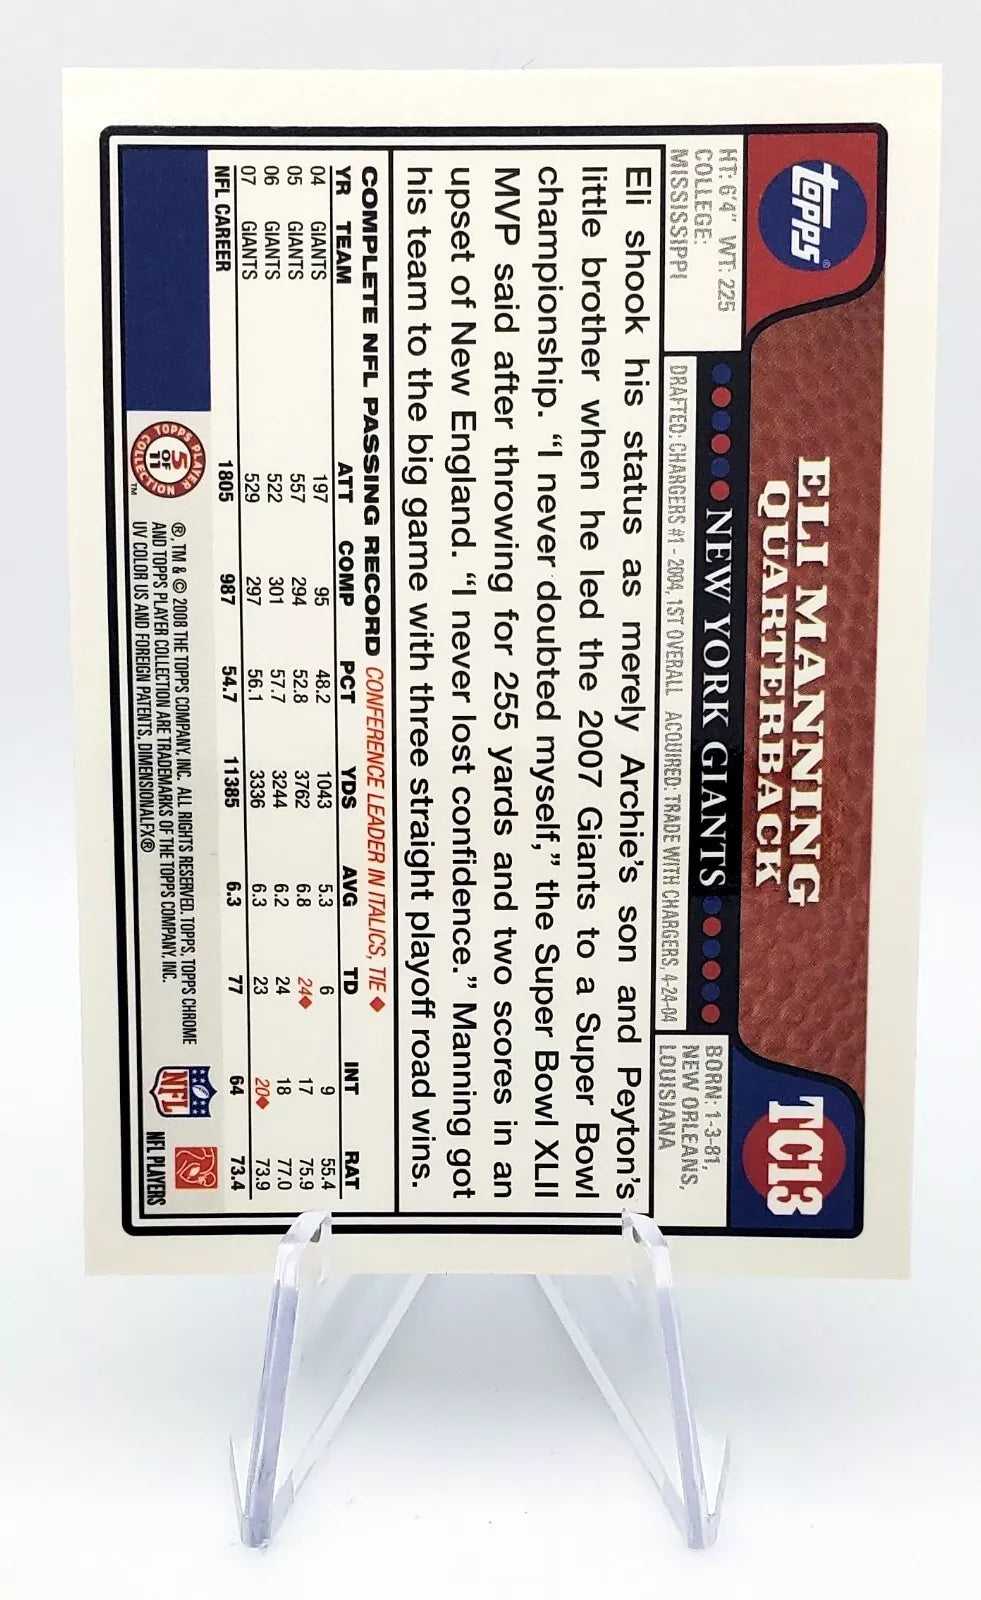 topps®
ELI MANNING
QUARTERBACK
TC13
HT: 6'4" WT: 225
COLLEGE:
MISSISSIPPI
NEW YORK GIANTS
DRAFTED: CHARGERS #1 - 2004, 1ST OVERALL ACQUIRED: TRADE WITH CHARGERS, 4-24-04
BORN: 1-3-81,
NEW ORLEANS,
LOUISIANA
Eli shook his status as merely Archie's son and Peyton's
little brother when he led the 2007 Giants to a Super Bowl
championship. "I never doubted myself," the Super Bowl XLII
MVP said after throwing for 255 yards and two scores in an
upset of New England. "I never lost confidence." Manning got
his team to the big game with three straight playoff road wins.
COMPLETE NFL PASSING RECORD CONFERENCE LEADER IN ITALICS, TIE ♦
YR TEAM ATT COMP PCT YDS AVG TD INT RAT
04 GIANTS 197 95 48.2 1043 5.3 6 9 55.4
05 GIANTS 557 294 52.8 3762 6.8 24♦ 17 75.9
06 GIANTS 522 301 57.7 3244 6.2 24 18 77.0
07 GIANTS 529 297 56.1 3336 6.3 23 20♦ 73.9
NFL CAREER 1805 987 54.7 11385 6.3 77 64 73.4
TOPPS PLAYER
5
OF
11
COLLECTION
TM
®, TM & © 2008 THE TOPPS COMPANY, INC. ALL RIGHTS RESERVED. TOPPS, TOPPS CHROME
AND TOPPS PLAYER COLLECTION ARE TRADEMARKS OF THE TOPPS COMPANY, INC.
UV COLOR US AND FOREIGN PATENTS, DIMENSIONALFX®
NFL
NFL PLAYERS